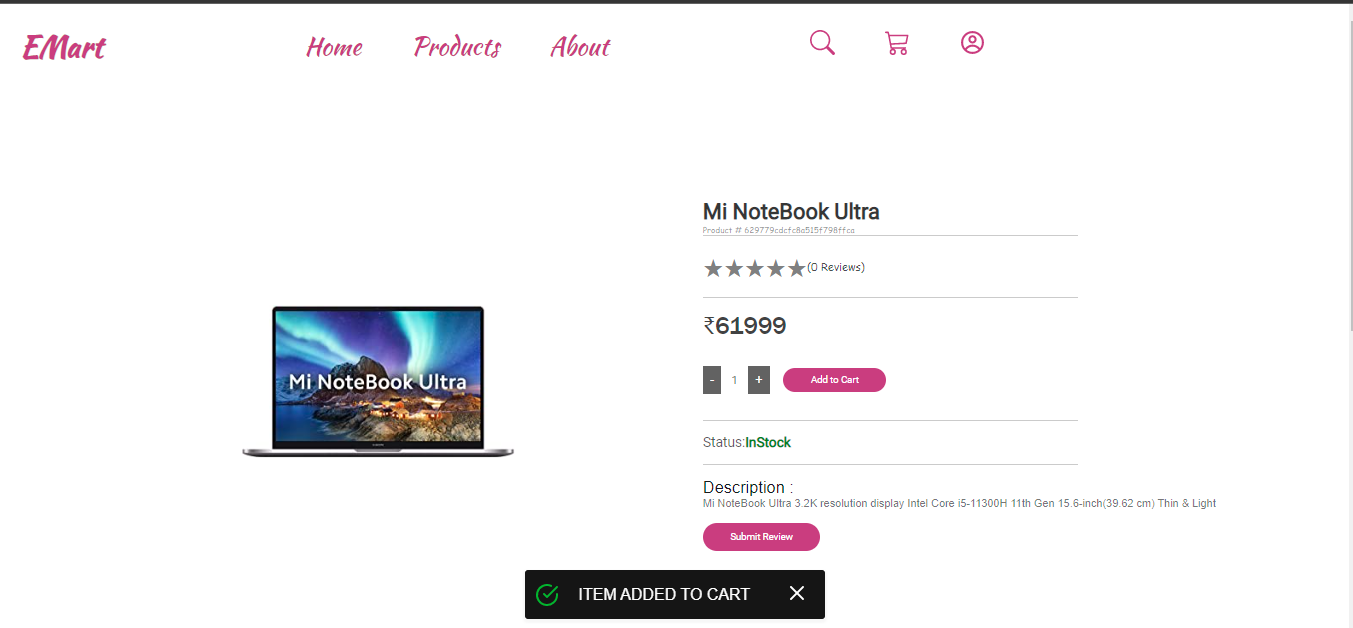 EMart
Home Products About
Mi NoteBook Ultra
Product # 629779cdcfc8a515f798ffca
★★★★★(0 Reviews)
₹61999
- 1 + Add to Cart
Status:InStock
Mi NoteBook Ultra
Description :
Mi NoteBook Ultra 3.2K resolution display Intel Core i5-11300H 11th Gen 15.6-inch(39.62 cm) Thin & Light
Submit Review
ITEM ADDED TO CART